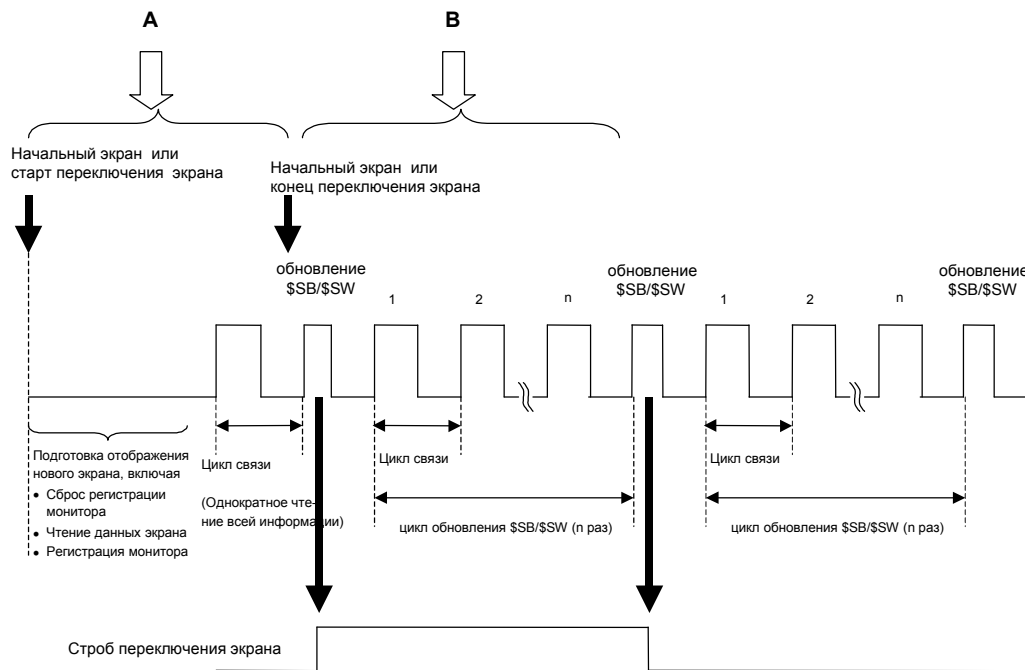 A
B
Начальный экран или
старт переключения экрана
Начальный экран или
конец переключения экрана
обновление
$SB/$SW
1
2
n
обновление
$SB/$SW
1
2
n
обновление
$SB/$SW
Подготовка отображения
нового экрана, включая
• Сброс регистрации
монитора
• Чтение данных экрана
• Регистрация монитора
Цикл связи
(Однократное чте-
ние всей информации)
Цикл связи
цикл обновления $SB/$SW (n раз)
Цикл связи
цикл обновления $SB/$SW (n раз)
Строб переключения экрана